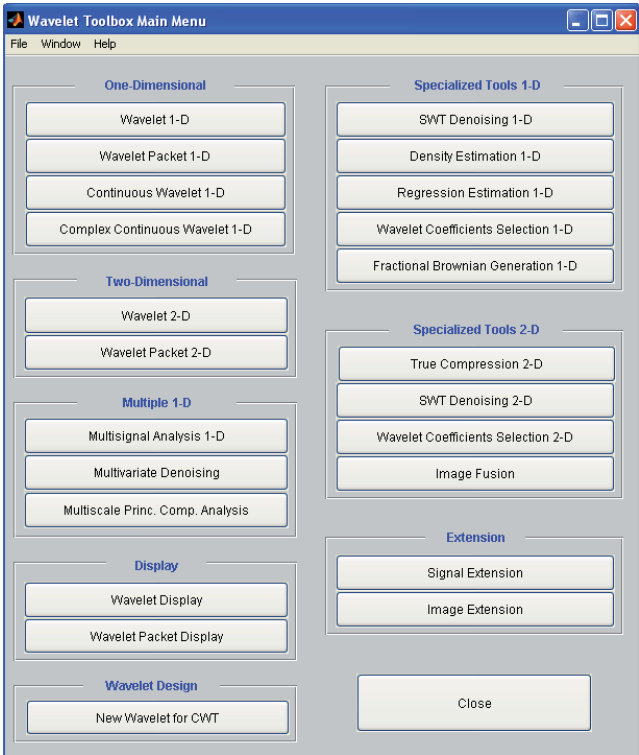 Wavelet Toolbox Main Menu
File Window Help
One-Dimensional
Wavelet 1-D
Wavelet Packet 1-D
Continuous Wavelet 1-D
Complex Continuous Wavelet 1-D
Two-Dimensional
Wavelet 2-D
Wavelet Packet 2-D
Multiple 1-D
Multisignal Analysis 1-D
Multivariate Denoising
Multiscale Princ. Comp. Analysis
Display
Wavelet Display
Wavelet Packet Display
Wavelet Design
New Wavelet for CWT
Specialized Tools 1-D
SWT Denoising 1-D
Density Estimation 1-D
Regression Estimation 1-D
Wavelet Coefficients Selection 1-D
Fractional Brownian Generation 1-D
Specialized Tools 2-D
True Compression 2-D
SWT Denoising 2-D
Wavelet Coefficients Selection 2-D
Image Fusion
Extension
Signal Extension
Image Extension
Close